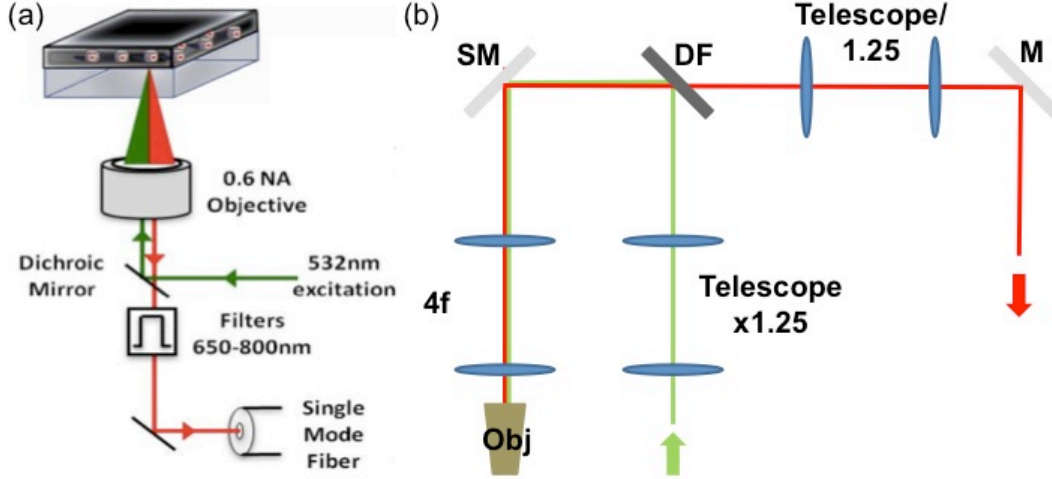 (a)
0.6 NA
Objective
Dichroic
Mirror
532nm
excitation
Filters
650-800nm
Single
Mode
Fiber
(b)
SM
DF
Telescope/
1.25
M
4f
Telescope
x1.25
Obj